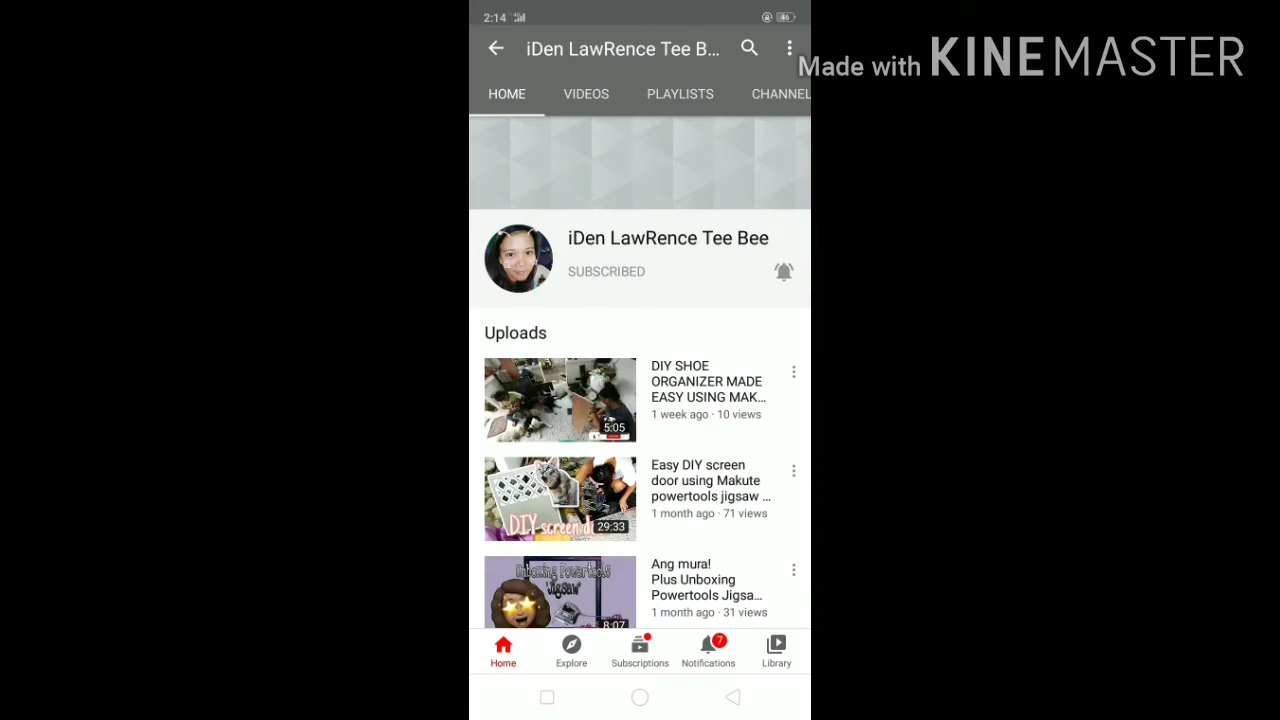 2:14
46
iDen LawRence Tee B...
Made with KINEMASTER
HOME VIDEOS PLAYLISTS CHANNEL
iDen LawRence Tee Bee
SUBSCRIBED
Uploads
DIY SHOE
ORGANIZER MADE
EASY USING MAK...
1 week ago · 10 views
5:05
Easy DIY screen
door using Makute
powertools jigsaw ...
1 month ago · 71 views
DIY screen d
29:33
Ang mura!
Plus Unboxing
Powertools Jigsa...
1 month ago · 31 views
Unboxing Powertools
"Jigsaw"
8:07
7
Home Explore Subscriptions Notifications Library